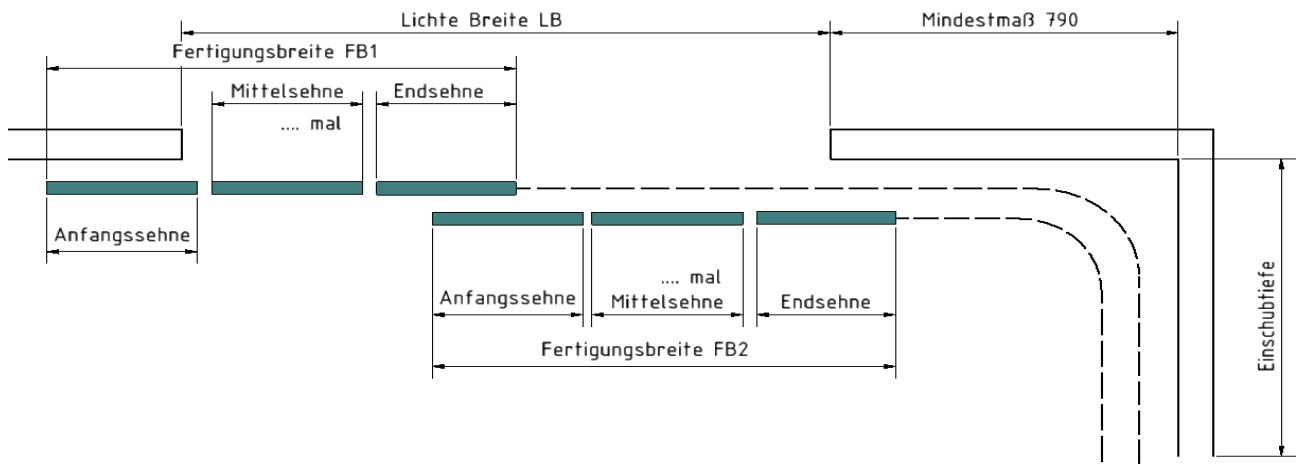 Lichte Breite LB
Mindestmaß 790
Fertigungsbreite FB1
Mittelsehne
Endsehne
.... mal
Anfangssehne
.... mal
Anfangssehne
Mittelsehne
Endsehne
Fertigungsbreite FB2
Einschubtiefe